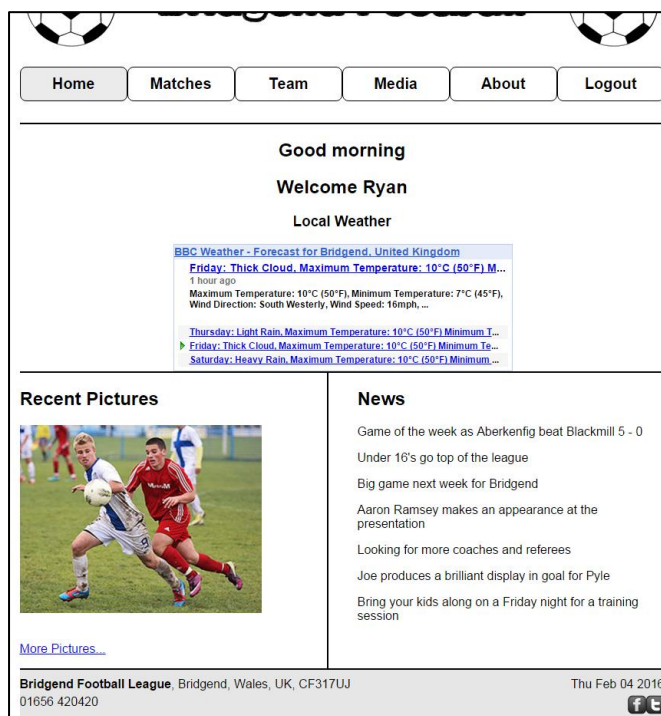 Home Matches Team Media About Logout
Good morning
Welcome Ryan
Local Weather
BBC Weather - Forecast for Bridgend, United Kingdom
Friday: Thick Cloud, Maximum Temperature: 10°C (50°F) M...
1 hour ago
Maximum Temperature: 10°C (50°F), Minimum Temperature: 7°C (45°F),
Wind Direction: South Westerly, Wind Speed: 16mph, ...
Thursday: Light Rain, Maximum Temperature: 10°C (50°F) Minimum T...
Friday: Thick Cloud, Maximum Temperature: 10°C (50°F) Minimum Te...
Saturday: Heavy Rain, Maximum Temperature: 10°C (50°F) Minimum ...
Recent Pictures
9
More Pictures...
News
Game of the week as Aberkenfig beat Blackmill 5 - 0
Under 16's go top of the league
Big game next week for Bridgend
Aaron Ramsey makes an appearance at the
presentation
Looking for more coaches and referees
Joe produces a brilliant display in goal for Pyle
Bring your kids along on a Friday night for a training
session
Bridgend Football League, Bridgend, Wales, UK, CF317UJ
01656 420420
Thu Feb 04 2016